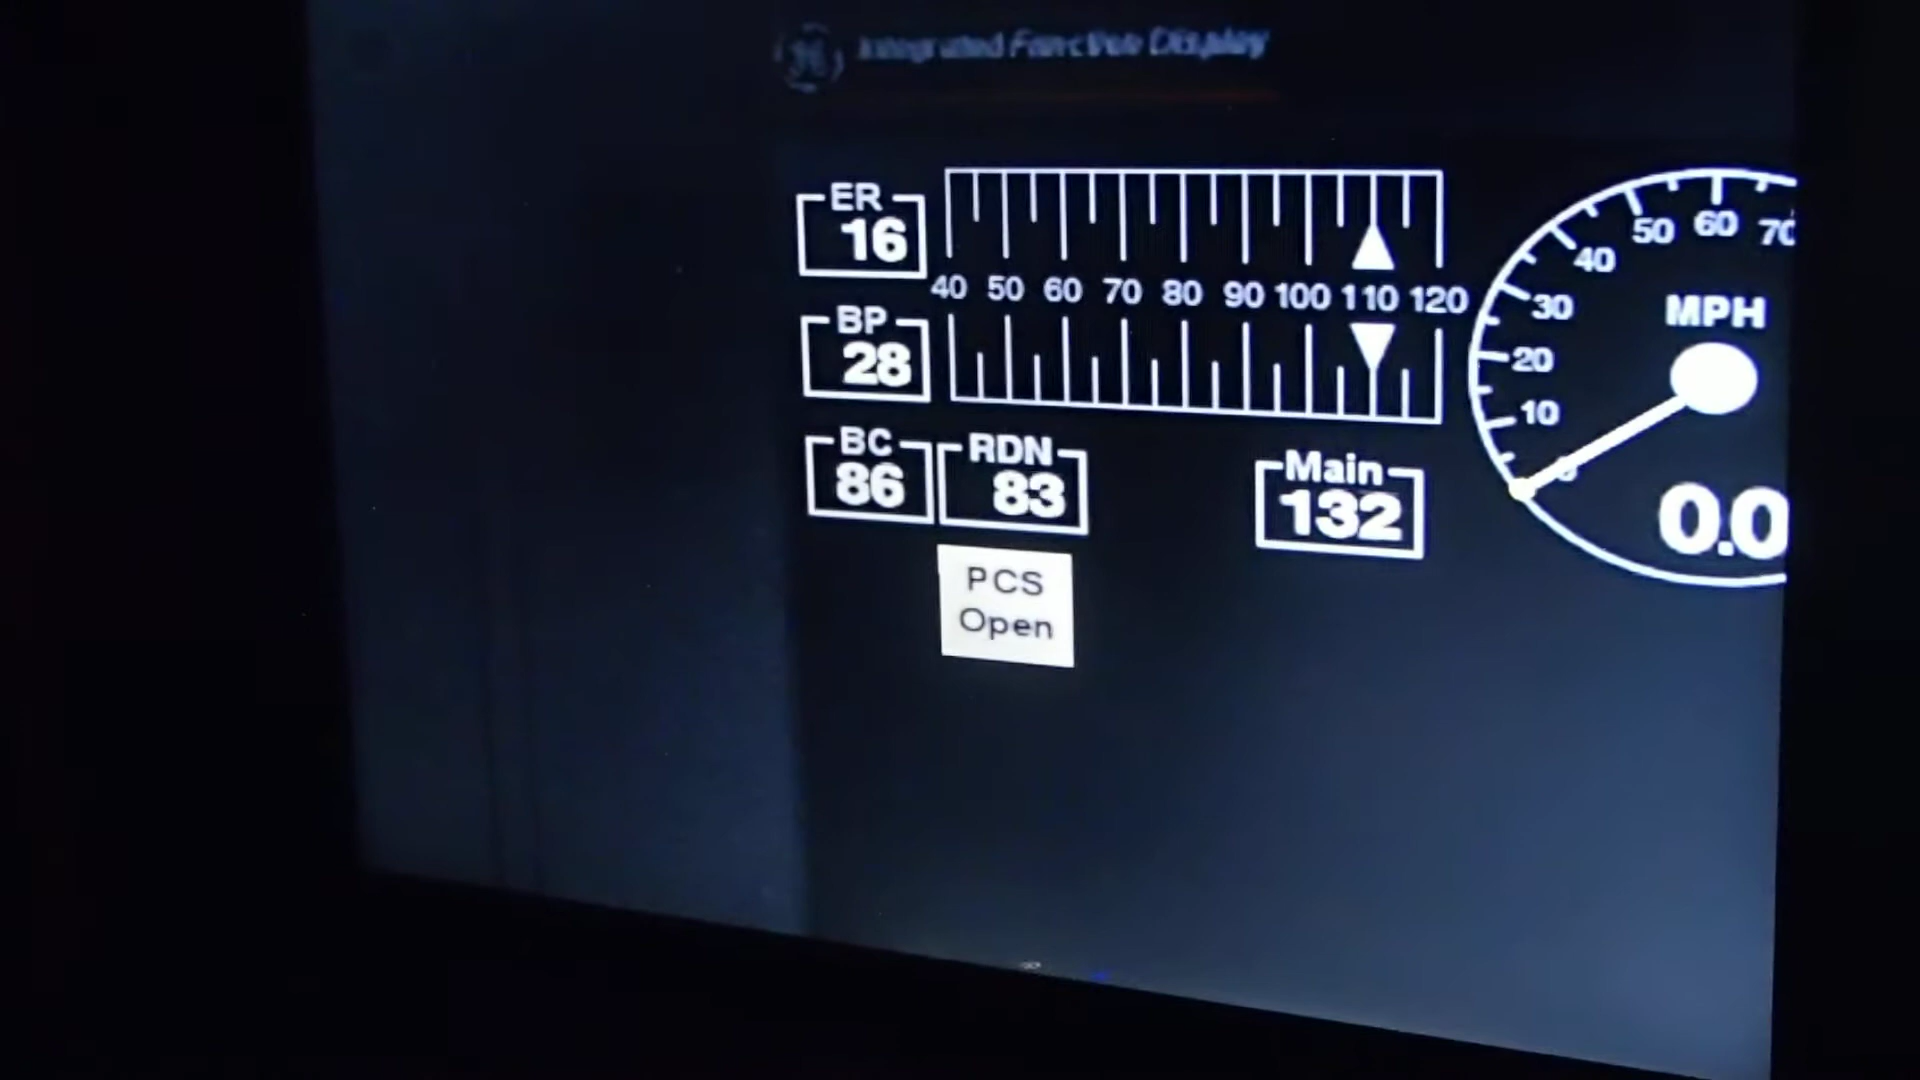 GE Integrated Function Display
ER
16
40 50 60 70 80 90 100 110 120
BP
28
BC
86
RDN
83
Main
132
PCS
Open
10
20
30
40
50
60
70
MPH
0.0